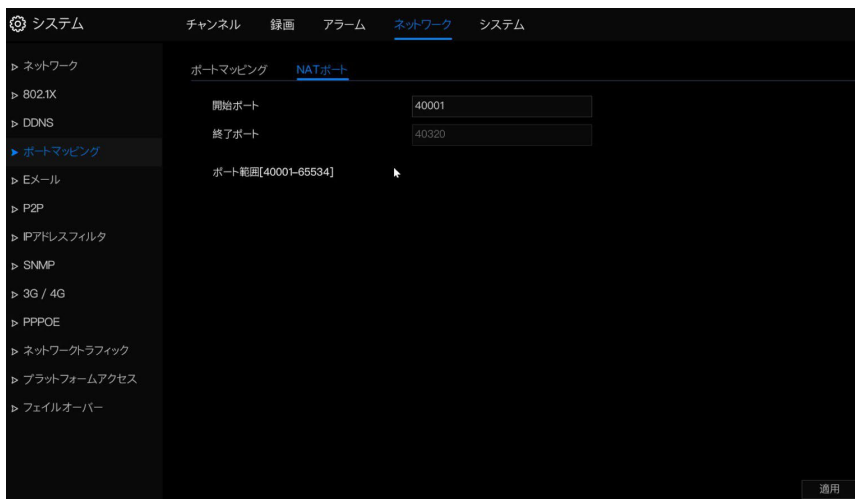 システム
チャンネル 録画 アラーム ネットワーク システム
ネットワーク
802.1X
DDNS
ポートマッピング
Eメール
P2P
IPアドレスフィルタ
SNMP
3G / 4G
PPPOE
ネットワークトラフィック
プラットフォームアクセス
フェイルオーバー
ポートマッピング NATポート
開始ポート 40001
終了ポート 40320
ポート範囲[40001-65534]
適用